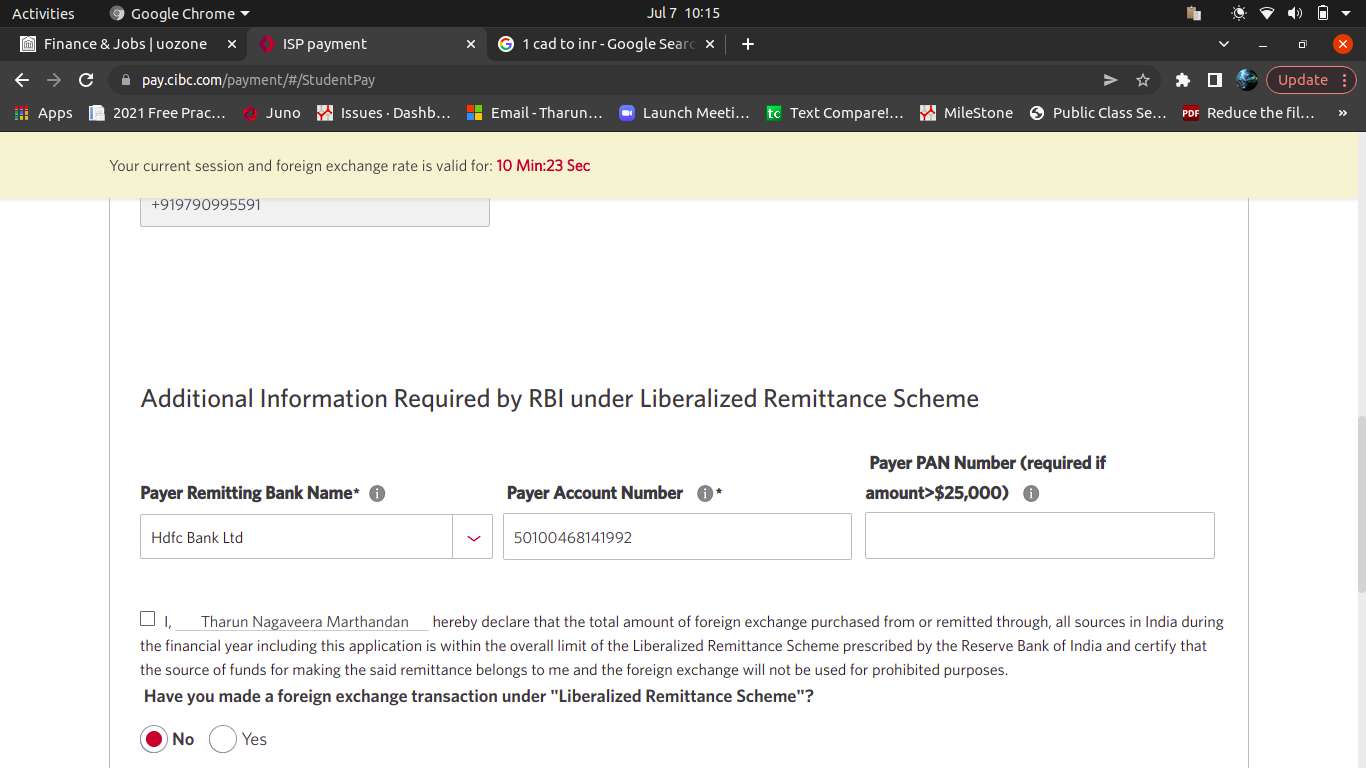 Activities Google Chrome Jul 7 10:15
Finance & Jobs | uozone ISP payment 1 cad to inr - Google Searc
pay.cibc.com/payment/#/StudentPay Update
Apps 2021 Free Prac... Juno Issues · Dashb... Email - Tharun... Launch Meeti... tc Text Compare!... MileStone Public Class Se... PDF Reduce the fil... »
Your current session and foreign exchange rate is valid for: 10 Min:23 Sec
+919790995591
Additional Information Required by RBI under Liberalized Remittance Scheme
Payer PAN Number (required if
Payer Remitting Bank Name* i Payer Account Number i * amount>$25,000) i
Hdfc Bank Ltd 50100468141992
I, Tharun Nagaveera Marthandan hereby declare that the total amount of foreign exchange purchased from or remitted through, all sources in India during
the financial year including this application is within the overall limit of the Liberalized Remittance Scheme prescribed by the Reserve Bank of India and certify that
the source of funds for making the said remittance belongs to me and the foreign exchange will not be used for prohibited purposes.
Have you made a foreign exchange transaction under "Liberalized Remittance Scheme"?
No Yes